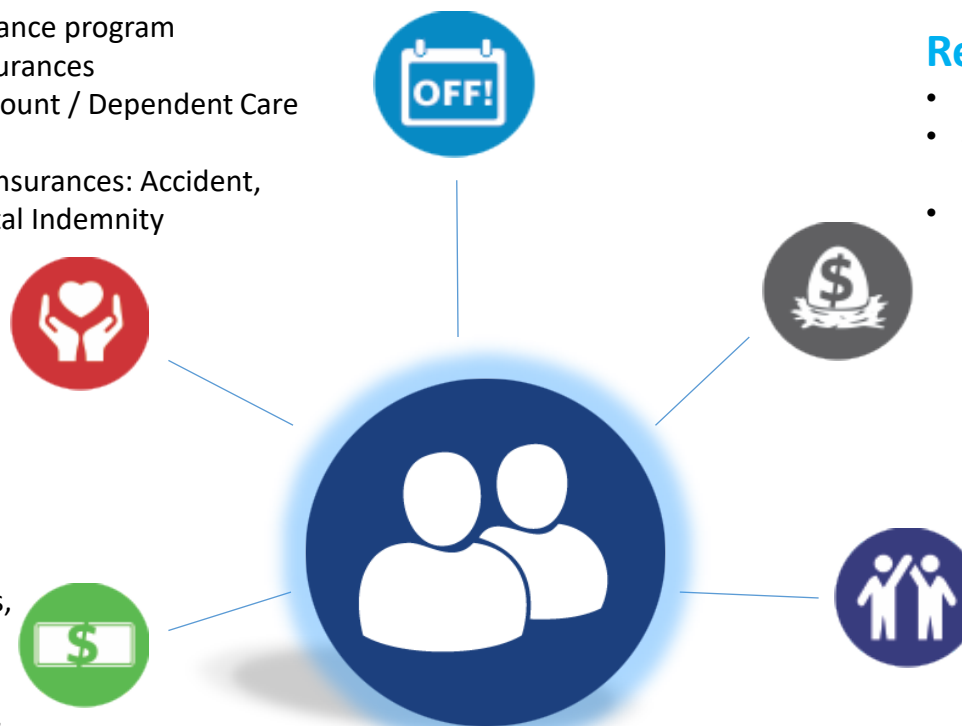 ance program
urances
ount / Dependent Care
nsurances: Accident,
al Indemnity
OFF!
Re
•
•
•
$
s,
$